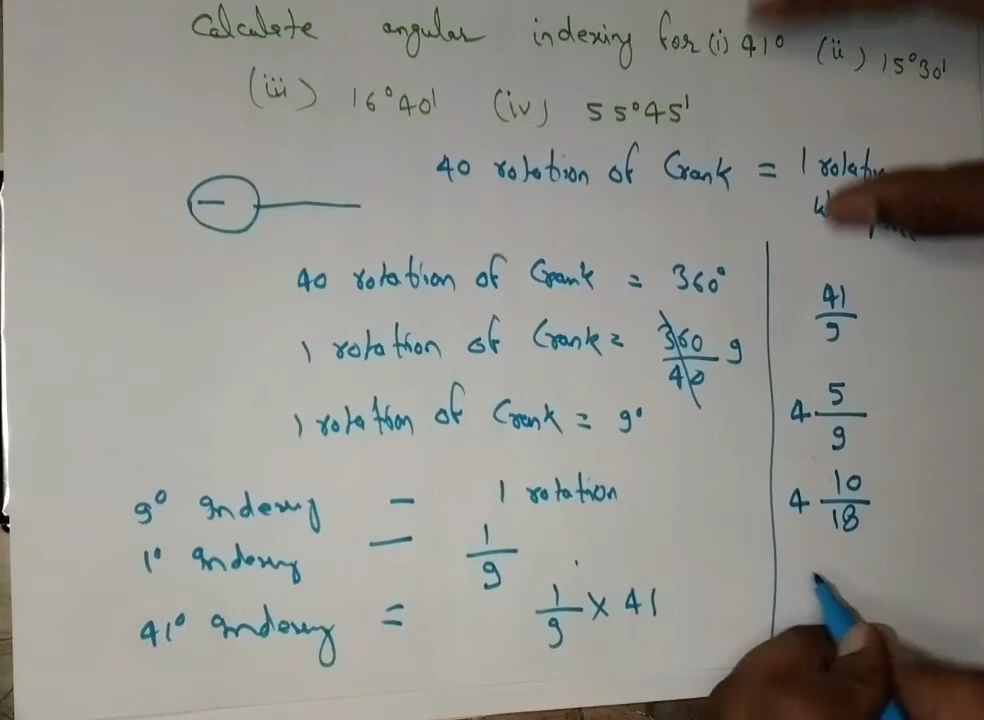 Calculate angular indexing for (i) 41° (ii) 15°30'
(iii) 16°40' (iv) 55°45'
40 rotation of Crank = 1
40 rotation of Crank = 360°
1 rotation of Crank = 360/40 9
1 rotation of Crank = 9°
9° Indexing - 1 rotation
1° Indexing - 1/9
41° Indexing = 1/9 × 41
41/9
4 5/9
4 10/18